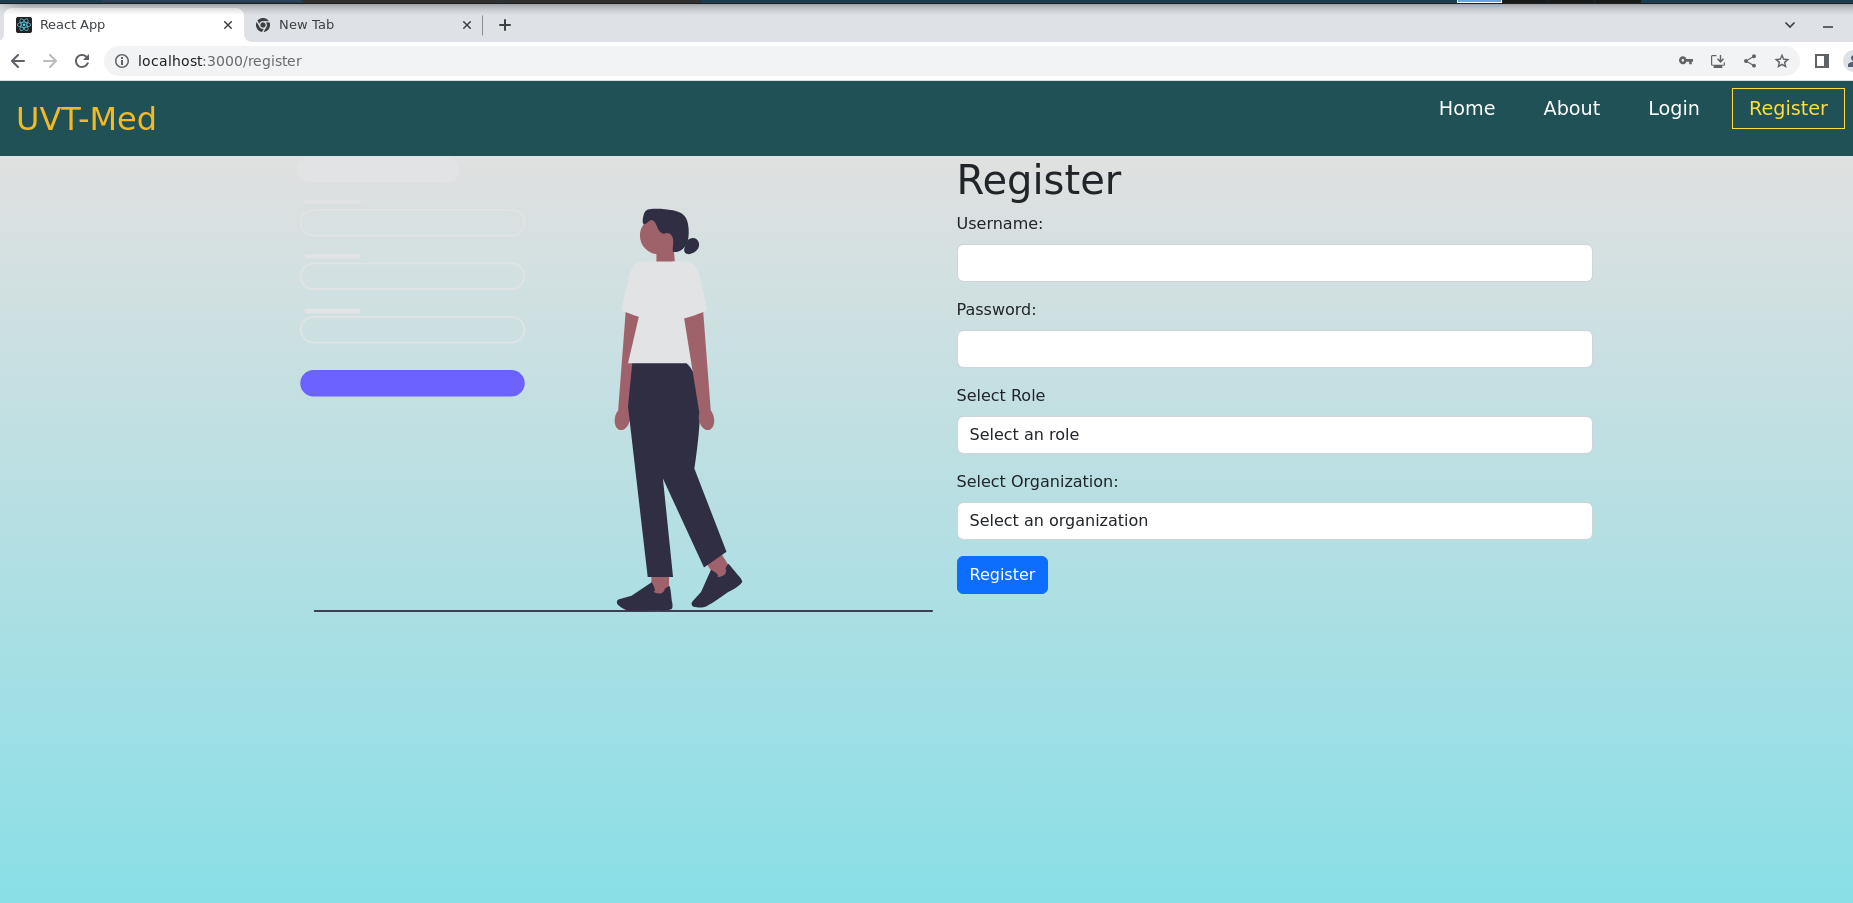 React App
New Tab
localhost:3000/register
UVT-Med
Home About Login Register
Register
Username:
Password:
Select Role
Select an role
Select Organization:
Select an organization
Register